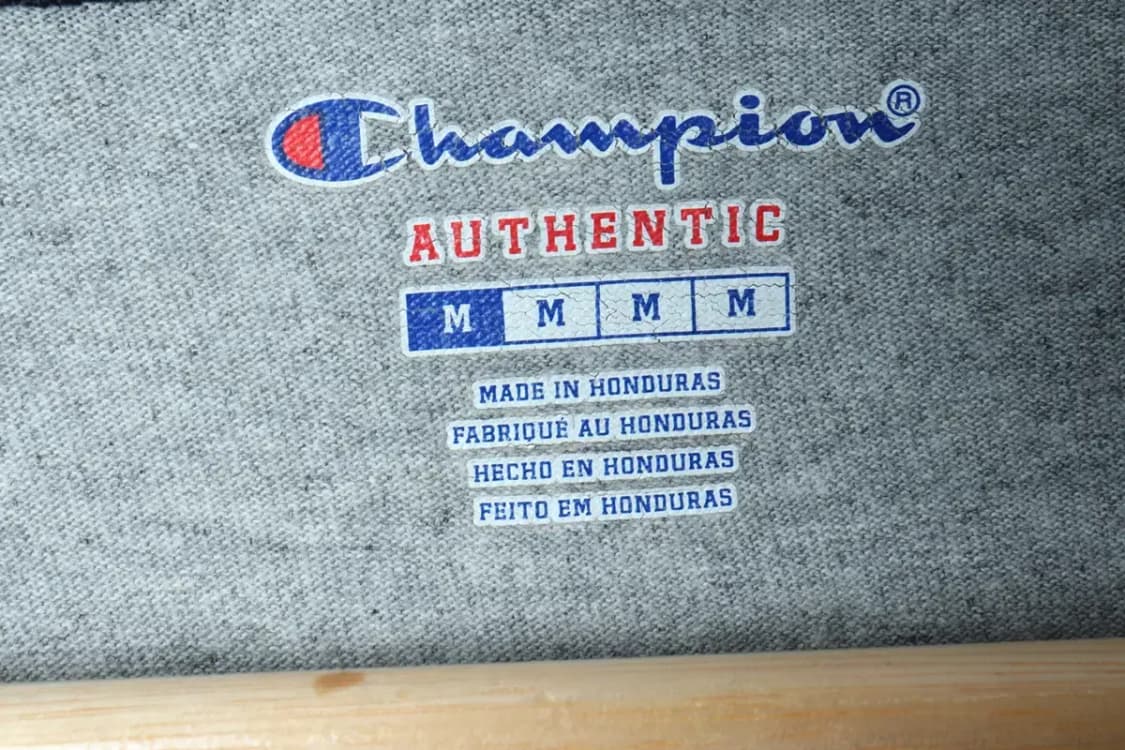 Champion®
AUTHENTIC
M M M M
MADE IN HONDURAS
FABRIQUÉ AU HONDURAS
HECHO EN HONDURAS
FEITO EM HONDURAS